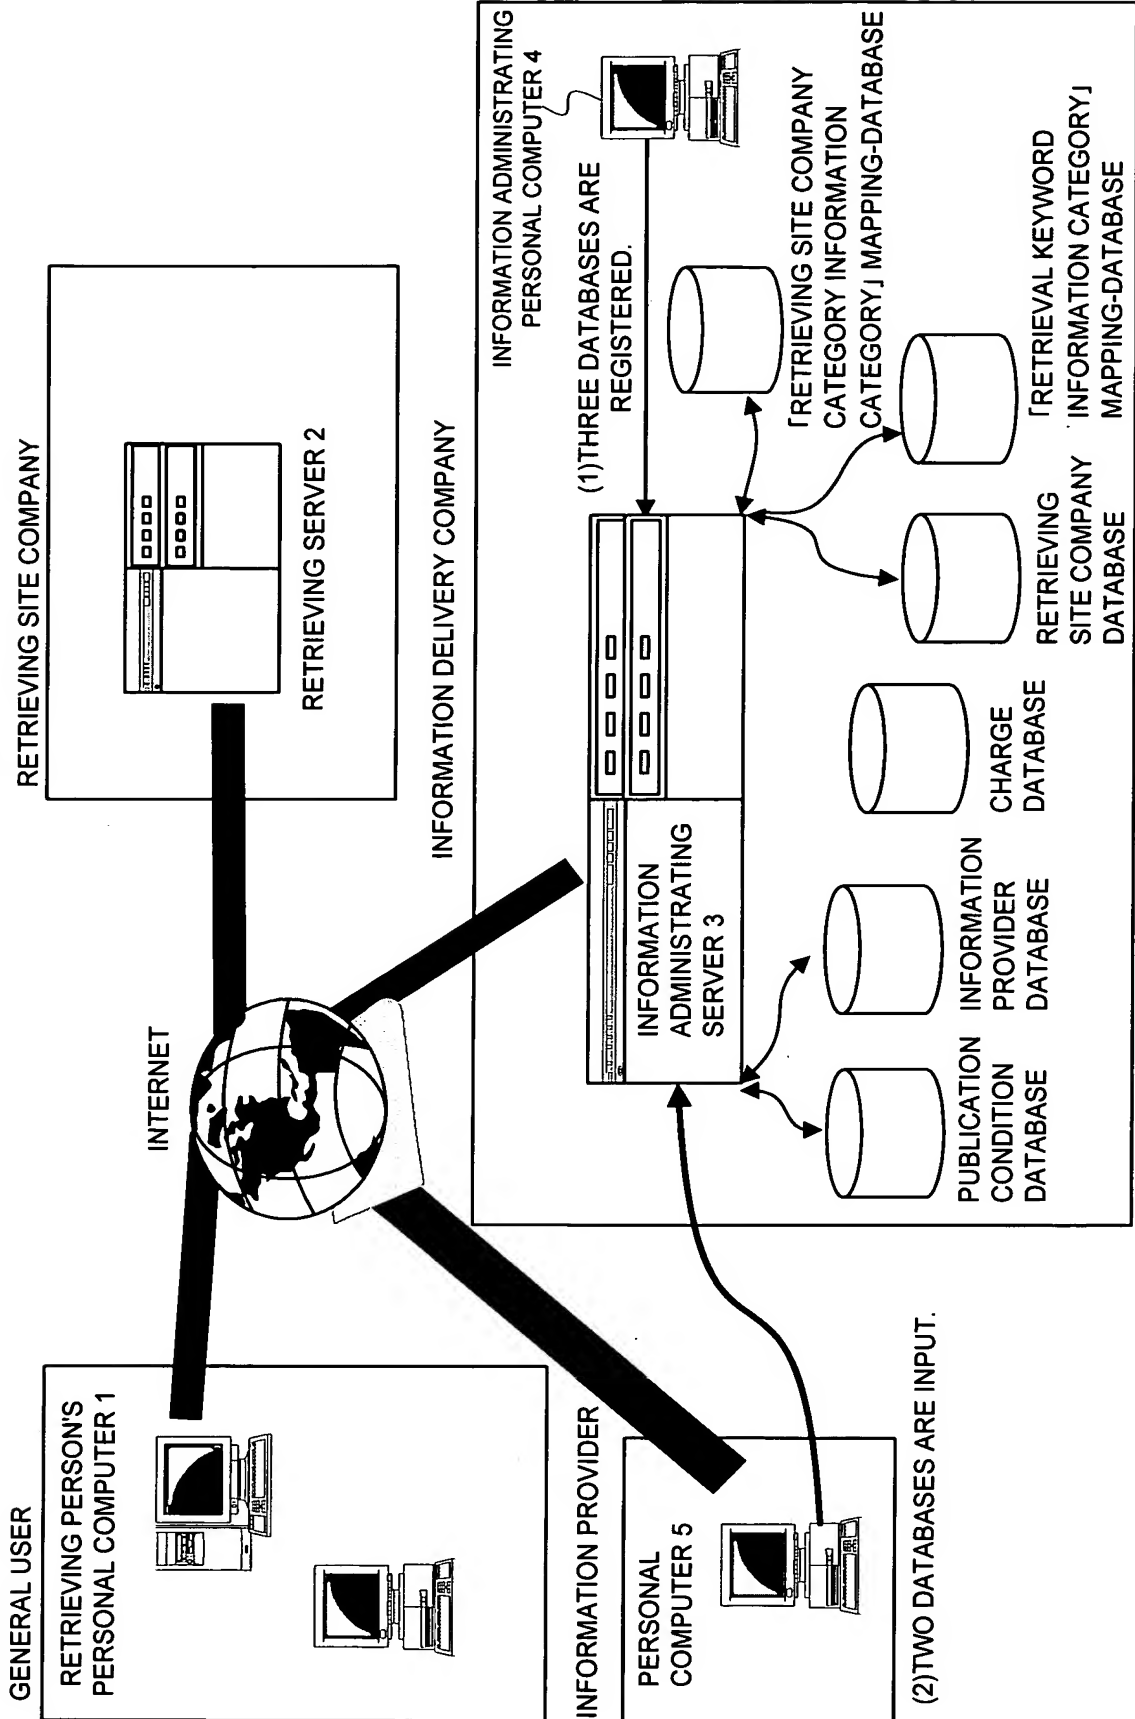 GENERAL USER
RETRIEVING PERSON'S
PERSONAL COMPUTER 1
INTERNET
RETRIEVING SITE COMPANY
RETRIEVING SERVER 2
INFORMATION DELIVERY COMPANY
INFORMATION ADMINISTRATING
PERSONAL COMPUTER 4
(1)THREE DATABASES ARE
REGISTERED.
INFORMATION
ADMINISTRATING
SERVER 3
「RETRIEVING SITE COMPANY
CATEGORY INFORMATION
CATEGORY」 MAPPING-DATABASE
PUBLICATION
CONDITION
DATABASE
INFORMATION
PROVIDER
DATABASE
CHARGE
DATABASE
RETRIEVING
SITE COMPANY
DATABASE
「RETRIEVAL KEYWORD
INFORMATION CATEGORY」
MAPPING-DATABASE
INFORMATION PROVIDER
PERSONAL
COMPUTER 5
(2)TWO DATABASES ARE INPUT.